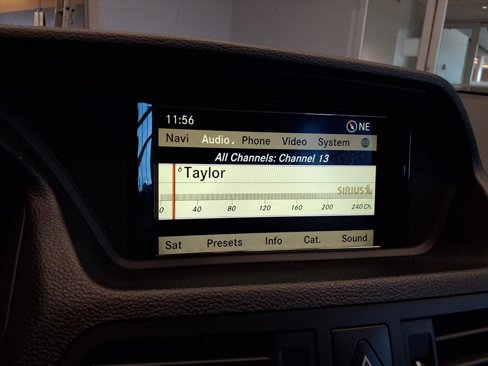 11:56
NE
Navi Audio Phone Video System
All Channels: Channel 13
6 Taylor
SIRIUS
0 40 80 120 160 200 240 Ch.
Sat Presets Info Cat. Sound